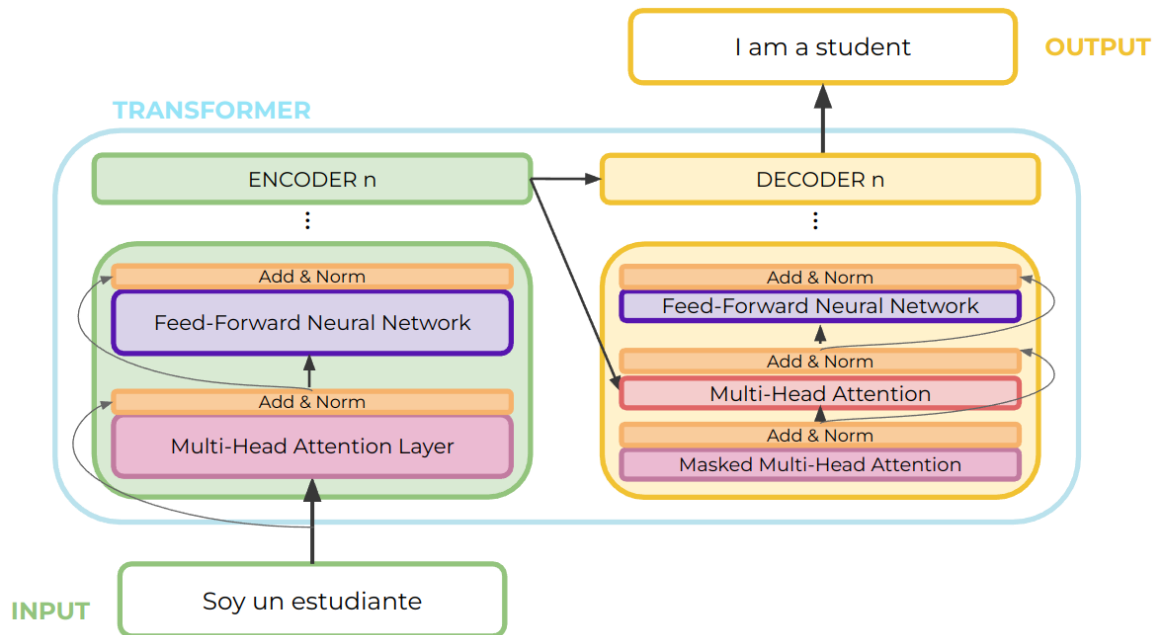 I am a student
OUTPUT
TRANSFORMER
ENCODER n
DECODER n
⋮
⋮
Add & Norm
Feed-Forward Neural Network
Add & Norm
Multi-Head Attention Layer
Add & Norm
Feed-Forward Neural Network
Add & Norm
Multi-Head Attention
Add & Norm
Masked Multi-Head Attention
INPUT
Soy un estudiante